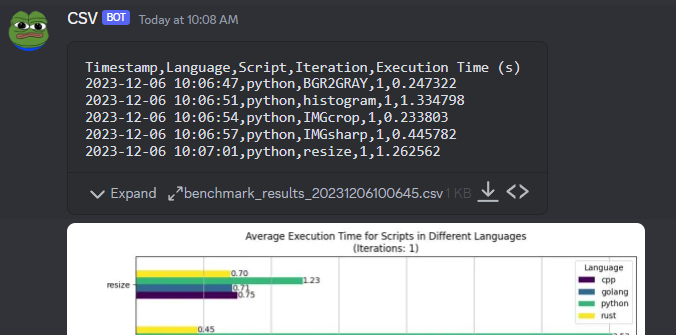 CSV BOT Today at 10:08 AM
Timestamp,Language,Script,Iteration,Execution Time (s)
2023-12-06 10:06:47,python,BGR2GRAY,1,0.247322
2023-12-06 10:06:51,python,histogram,1,1.334798
2023-12-06 10:06:54,python,IMGcrop,1,0.233803
2023-12-06 10:06:57,python,IMGsharp,1,0.445782
2023-12-06 10:07:01,python,resize,1,1.262562
Expand benchmark_results_20231206100645.csv 1 KB
Average Execution Time for Scripts in Different Languages
(Iterations: 1)
Language
cpp
golang
python
rust
resize
0.70
1.23
0.71
0.75
0.45